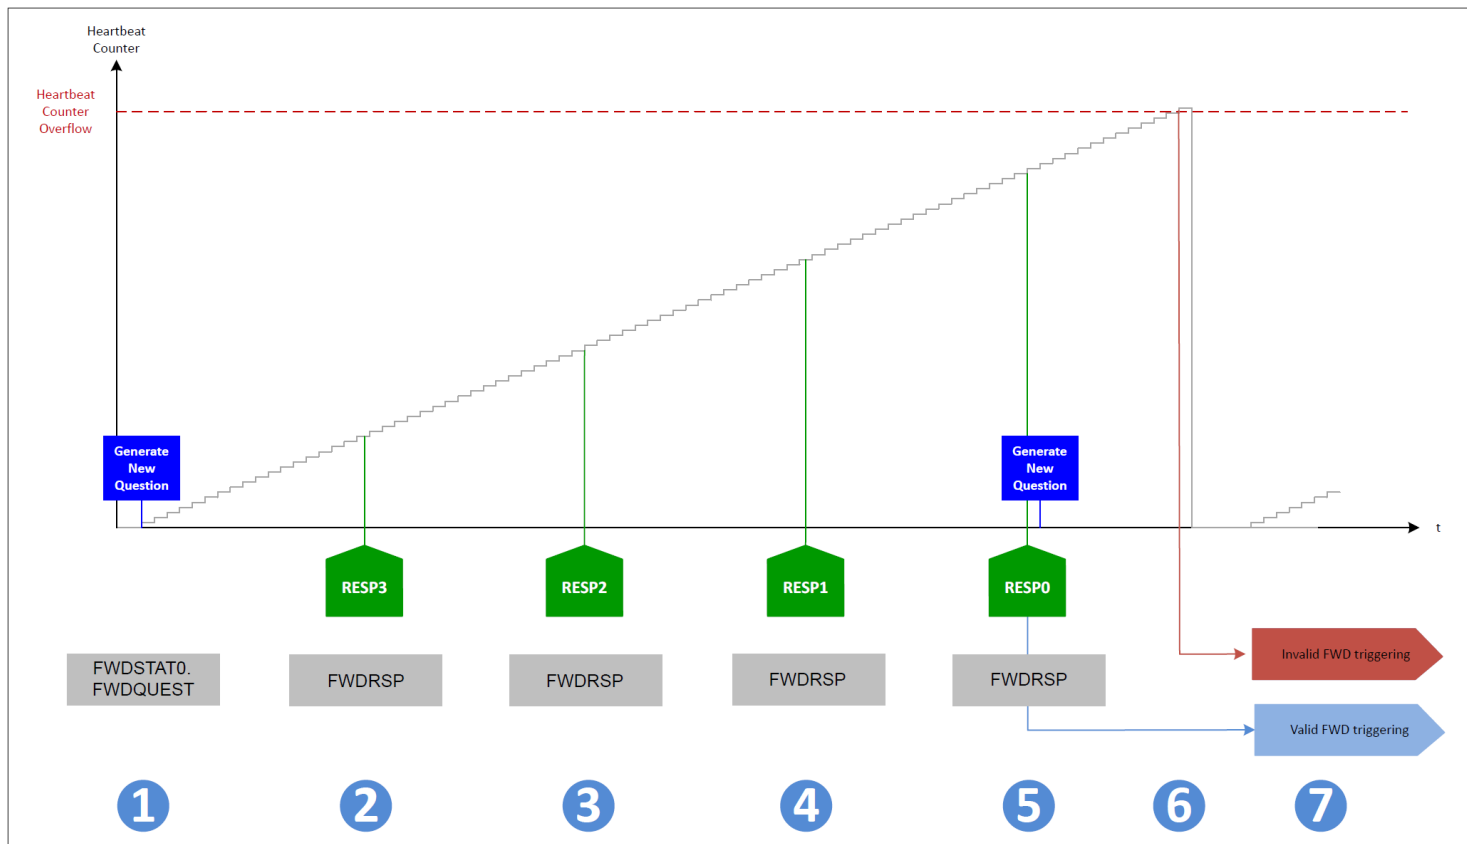 Heartbeat
Counter
Heartbeat
Counter
Overflow
Generate
New
Question
Generate
New
Question
t
RESP3
RESP2
RESP1
RESP0
FWDSTAT0.
FWDQUEST
FWDRSP
FWDRSP
FWDRSP
FWDRSP
Invalid FWD triggering
Valid FWD triggering
1
2
3
4
5
6
7